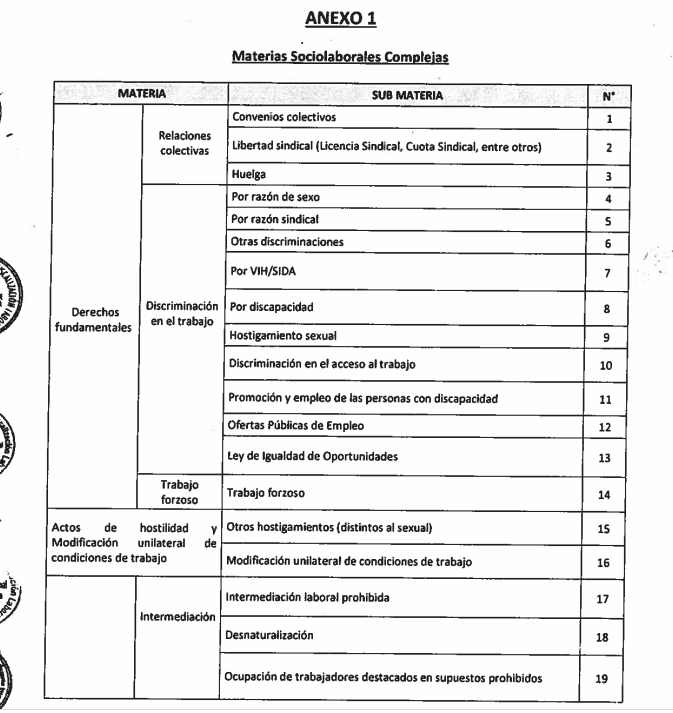 ANEXO 1
Materias Sociolaborales Complejas
MATERIA SUB MATERIA N°
Derechos fundamentales
Relaciones colectivas
Convenios colectivos 1
Libertad sindical (Licencia Sindical, Cuota Sindical, entre otros) 2
Huelga 3
Discriminación en el trabajo
Por razón de sexo 4
Por razón sindical 5
Otras discriminaciones 6
Por VIH/SIDA 7
Por discapacidad 8
Hostigamiento sexual 9
Discriminación en el acceso al trabajo 10
Promoción y empleo de las personas con discapacidad 11
Ofertas Públicas de Empleo 12
Ley de Igualdad de Oportunidades 13
Trabajo forzoso
Trabajo forzoso 14
Actos de hostilidad y
Modificación unilateral de
condiciones de trabajo
Otros hostigamientos (distintos al sexual) 15
Modificación unilateral de condiciones de trabajo 16
Intermediación
Intermediación laboral prohibida 17
Desnaturalización 18
Ocupación de trabajadores destacados en supuestos prohibidos 19